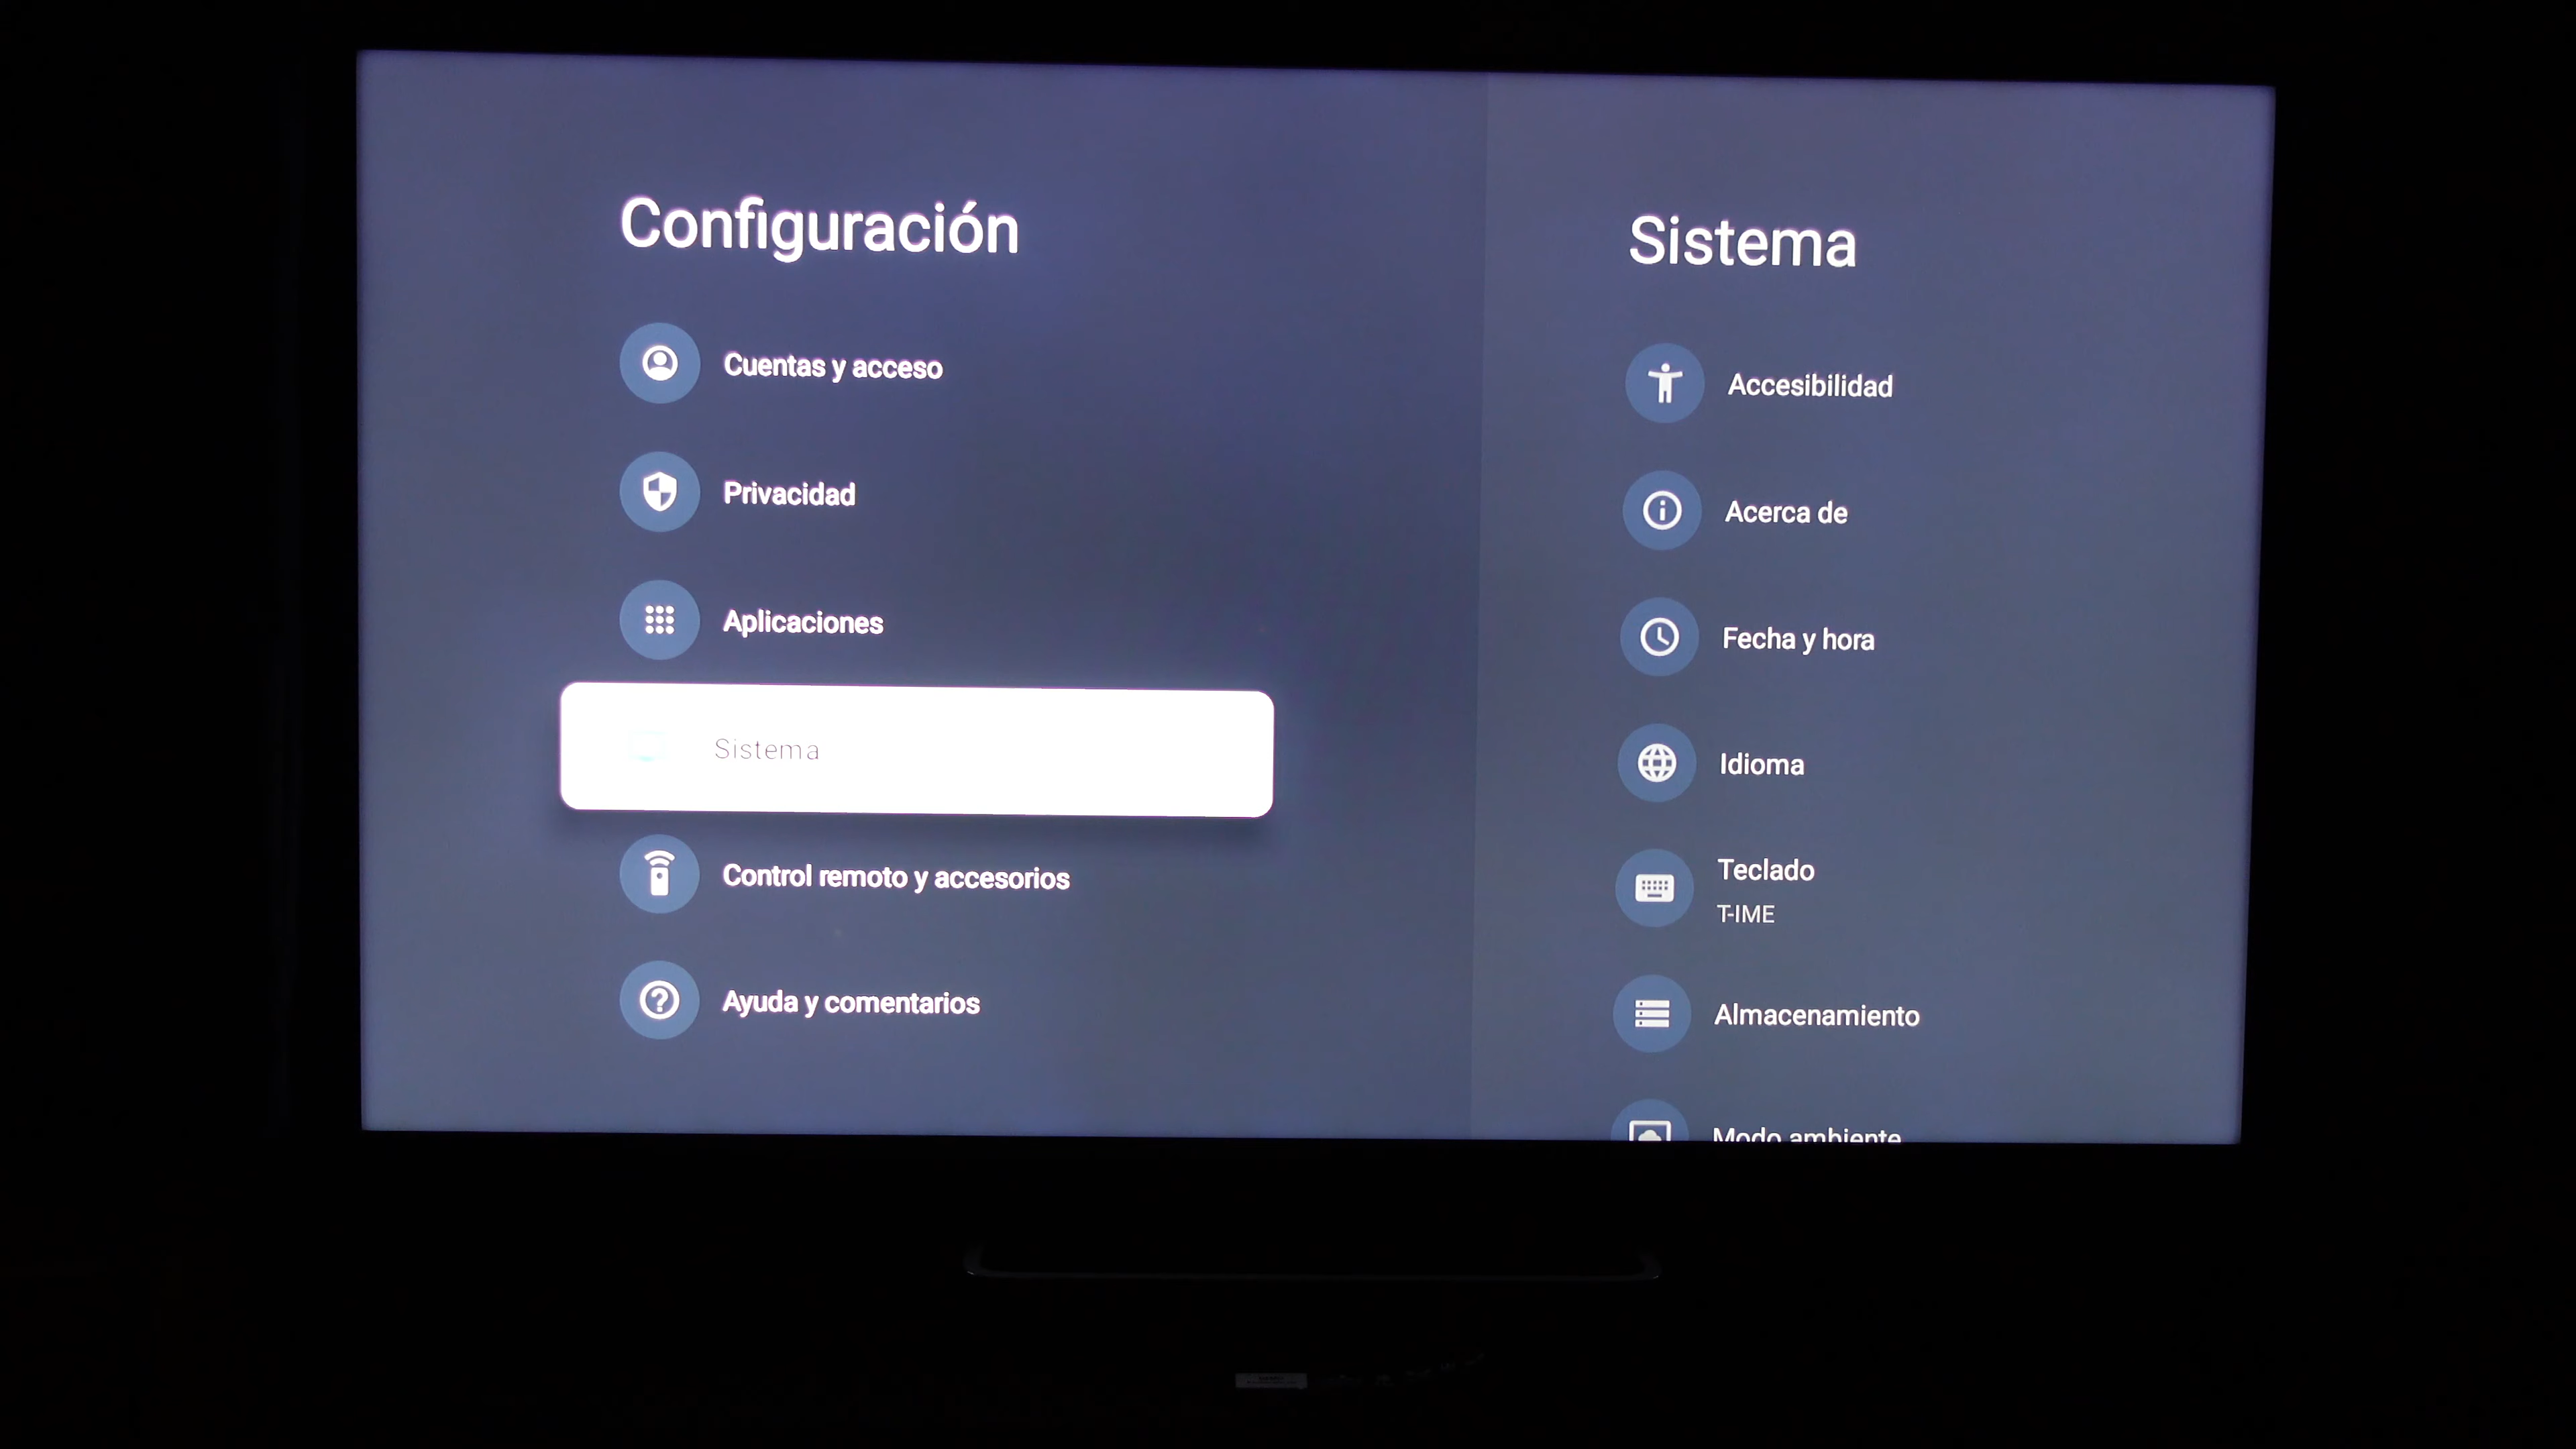 Configuración
Cuentas y acceso
Privacidad
Aplicaciones
Sistema
Control remoto y accesorios
Ayuda y comentarios
Sistema
Accesibilidad
Acerca de
Fecha y hora
Idioma
Teclado
T-IME
Almacenamiento
Modo ambiente